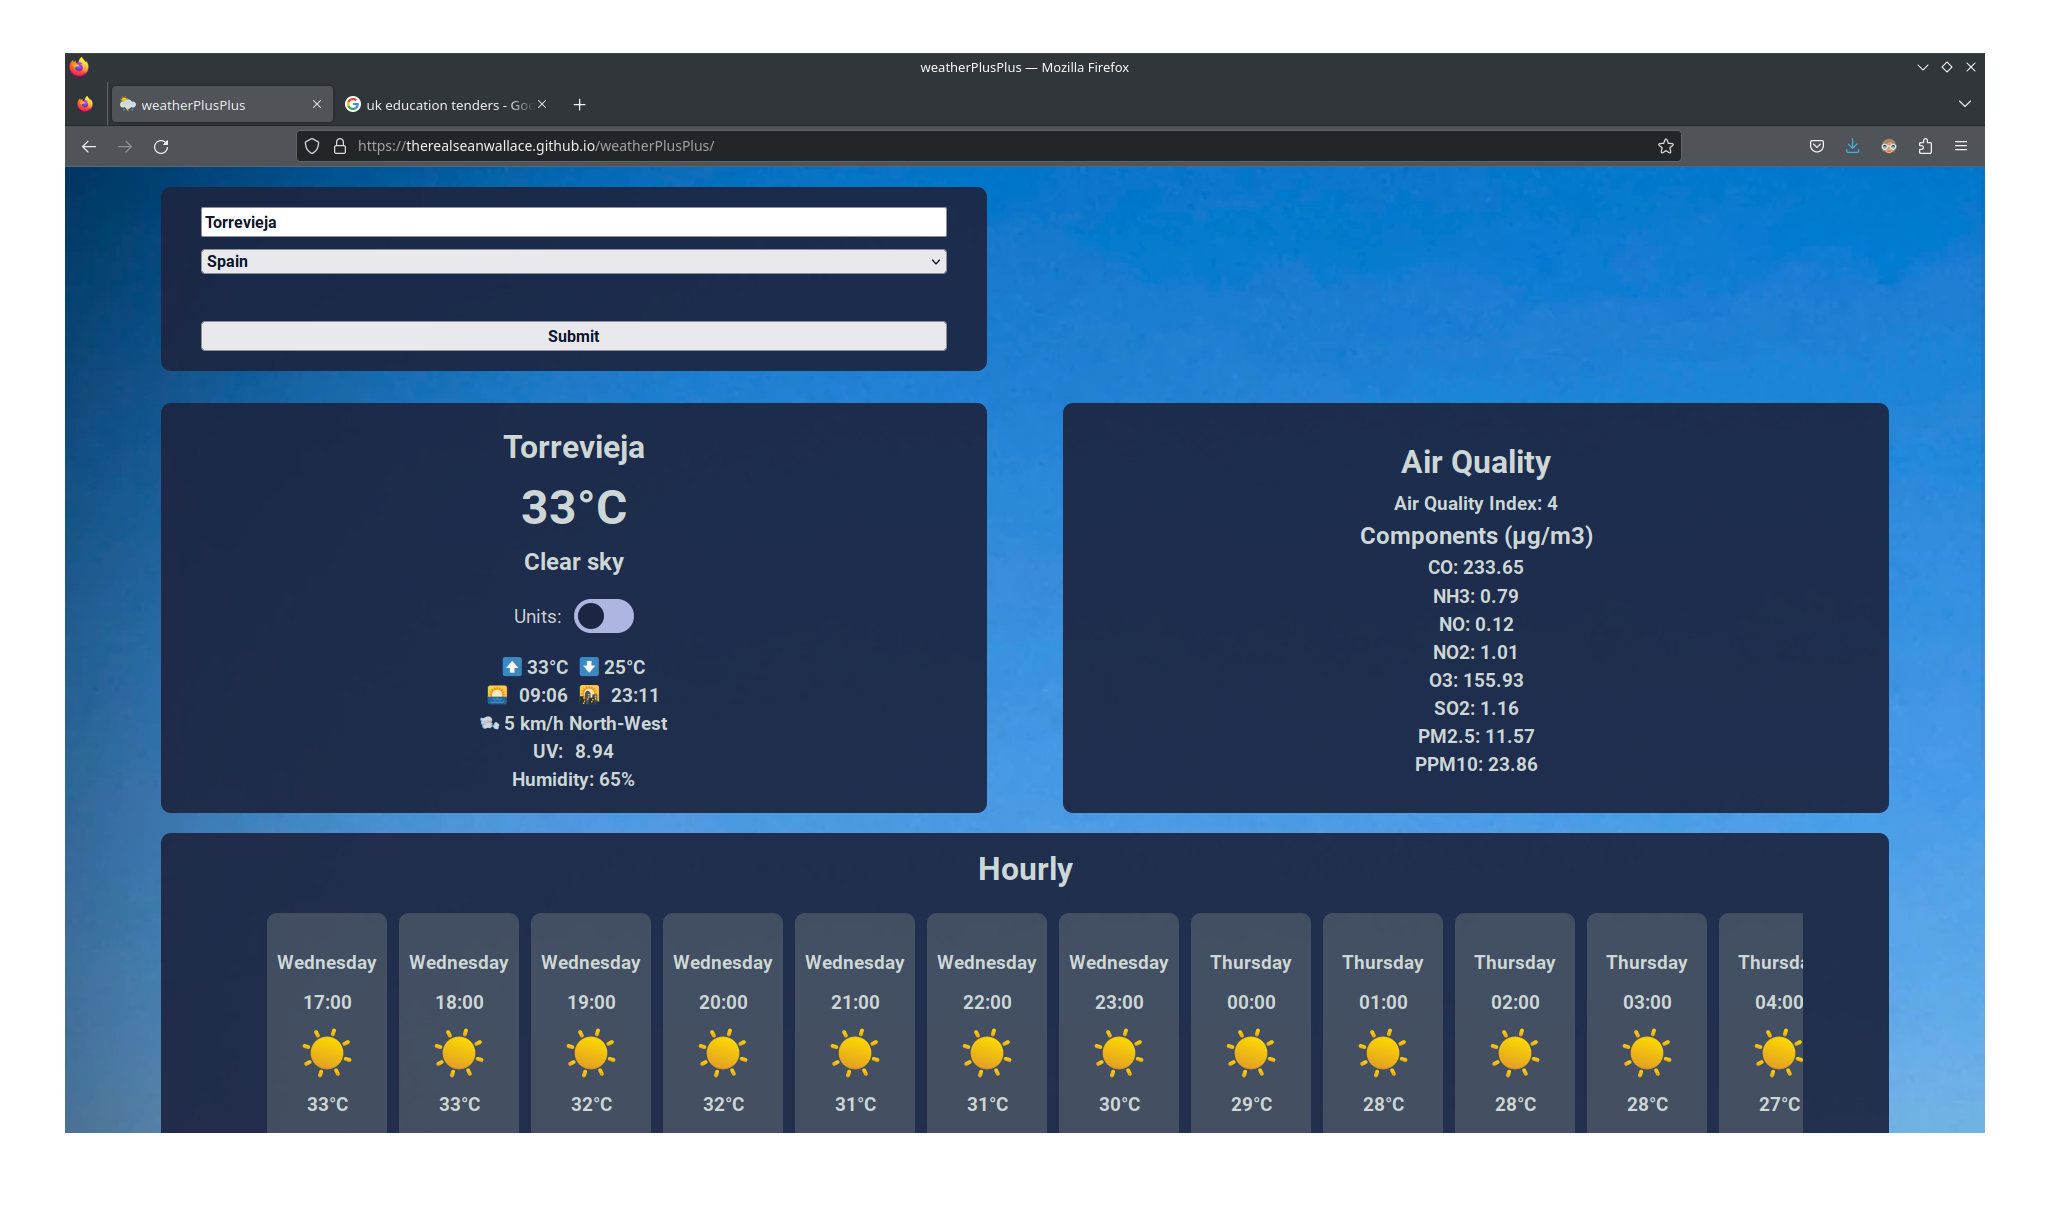 weatherPlusPlus — Mozilla Firefox
weatherPlusPlus
uk education tenders - Goo
https://therealseanwallace.github.io/weatherPlusPlus/
Torrevieja
Spain
Submit
Torrevieja
33°C
Clear sky
Units:
33°C 25°C
09:06 23:11
5 km/h North-West
UV: 8.94
Humidity: 65%
Air Quality
Air Quality Index: 4
Components (µg/m3)
CO: 233.65
NH3: 0.79
NO: 0.12
NO2: 1.01
O3: 155.93
SO2: 1.16
PM2.5: 11.57
PPM10: 23.86
Hourly
Wednesday Wednesday Wednesday Wednesday Wednesday Wednesday Wednesday Thursday Thursday Thursday Thursday Thursda
17:00 18:00 19:00 20:00 21:00 22:00 23:00 00:00 01:00 02:00 03:00 04:00
33°C 33°C 32°C 32°C 31°C 31°C 30°C 29°C 28°C 28°C 28°C 27°C